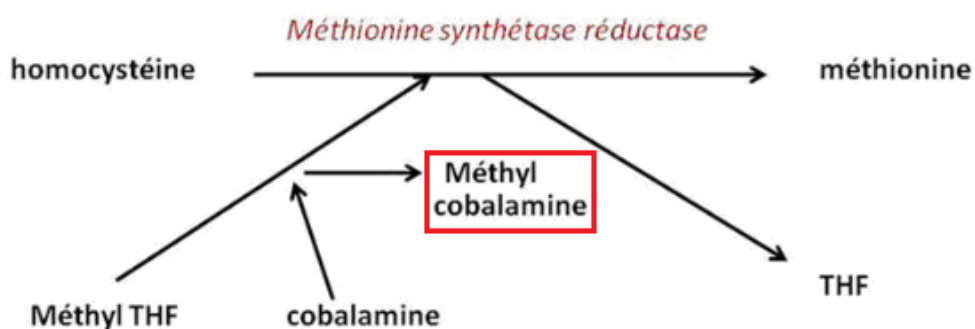 Méthionine synthétase réductase
homocystéine
méthionine
Méthyl
cobalamine
THF
Méthyl THF
cobalamine